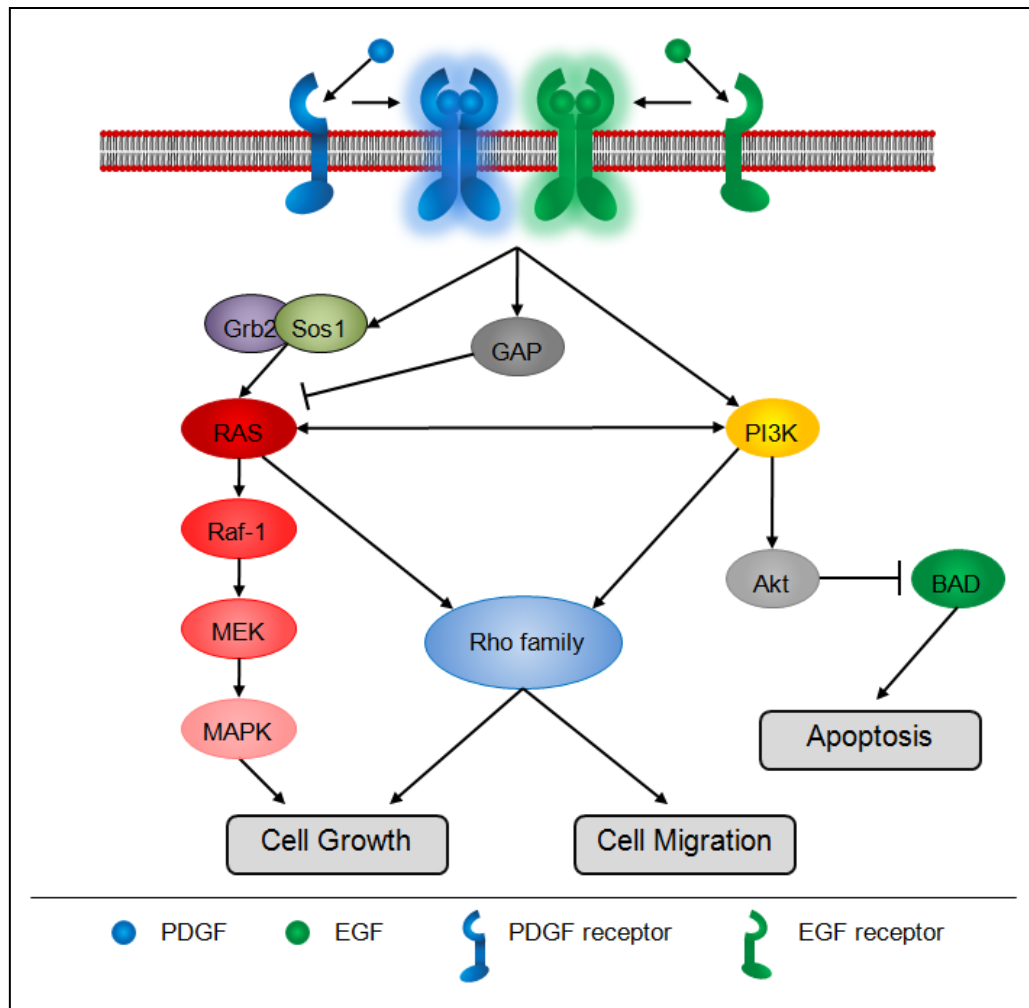 Grb2
Sos1
GAP
RAS
PI3K
Raf-1
Akt
BAD
MEK
Rho family
MAPK
Apoptosis
Cell Growth
Cell Migration
PDGF
EGF
PDGF receptor
EGF receptor